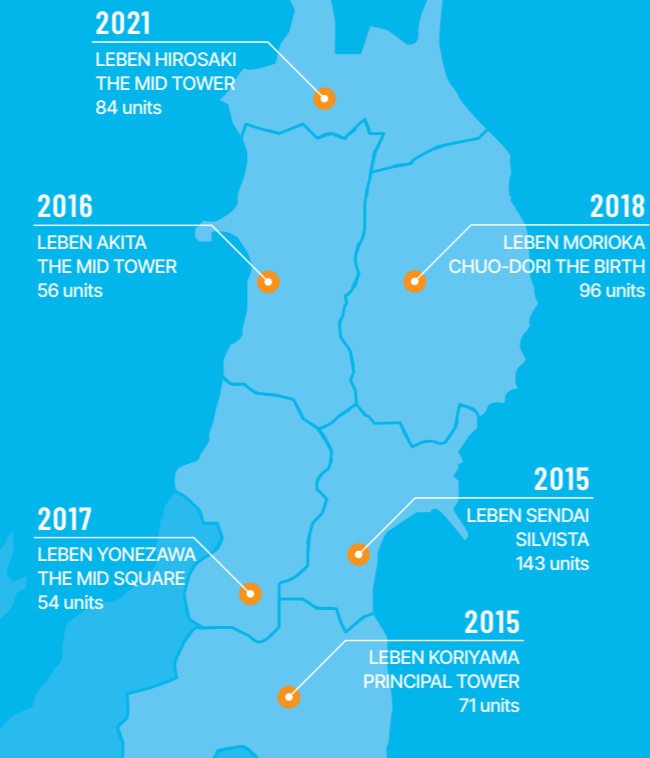 2021
LEBEN HIROSAKI
THE MID TOWER
84 units
2016
LEBEN AKITA
THE MID TOWER
56 units
2018
LEBEN MORIOKA
CHUO-DORI THE BIRTH
96 units
2015
LEBEN SENDAI
SILVISTA
143 units
2017
LEBEN YONEZAWA
THE MID SQUARE
54 units
2015
LEBEN KORIYAMA
PRINCIPAL TOWER
71 units